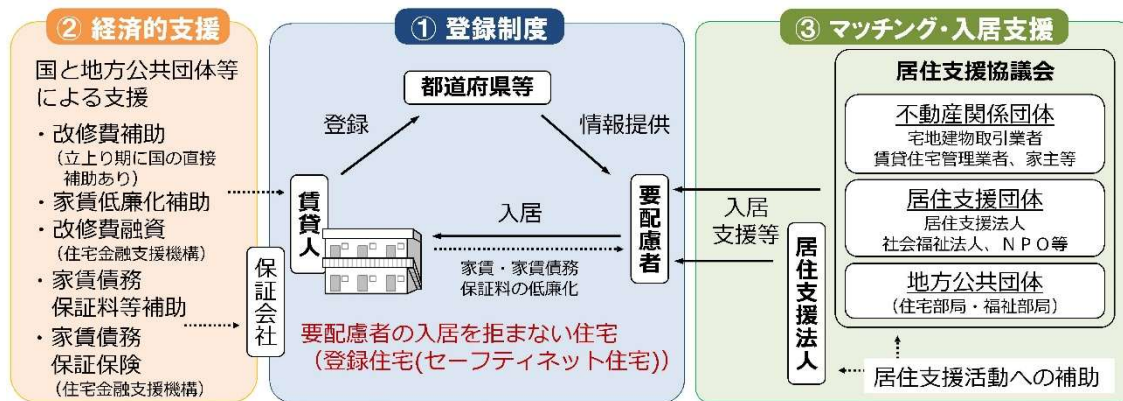 ② 経済的支援
国と地方公共団体等
による支援
・改修費補助
（立上り期に国の直接
補助あり）
・家賃低廉化補助
・改修費融資
（住宅金融支援機構）
・家賃債務
保証料等補助
・家賃債務
保証保険
（住宅金融支援機構）
保証会社
① 登録制度
都道府県等
登録
情報提供
賃貸人
入居
家賃・家賃債務
保証料の低廉化
要配慮者
要配慮者の入居を拒まない住宅
（登録住宅(セーフティネット住宅)）
③ マッチング・入居支援
入居
支援等
居住支援法人
居住支援協議会
不動産関係団体
宅地建物取引業者
賃貸住宅管理業者、家主等
居住支援団体
居住支援法人
社会福祉法人、ＮＰＯ等
地方公共団体
（住宅部局・福祉部局）
居住支援活動への補助